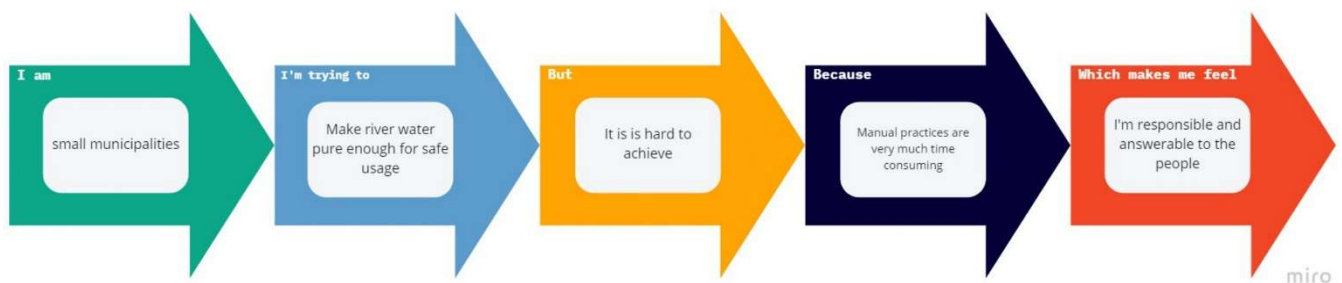 I am
small municipalities
I'm trying to
Make river water
pure enough for safe
usage
But
It is is hard to
achieve
Because
Manual practices are
very much time
consuming
Which makes me feel
I'm responsible and
answerable to the
people
miro